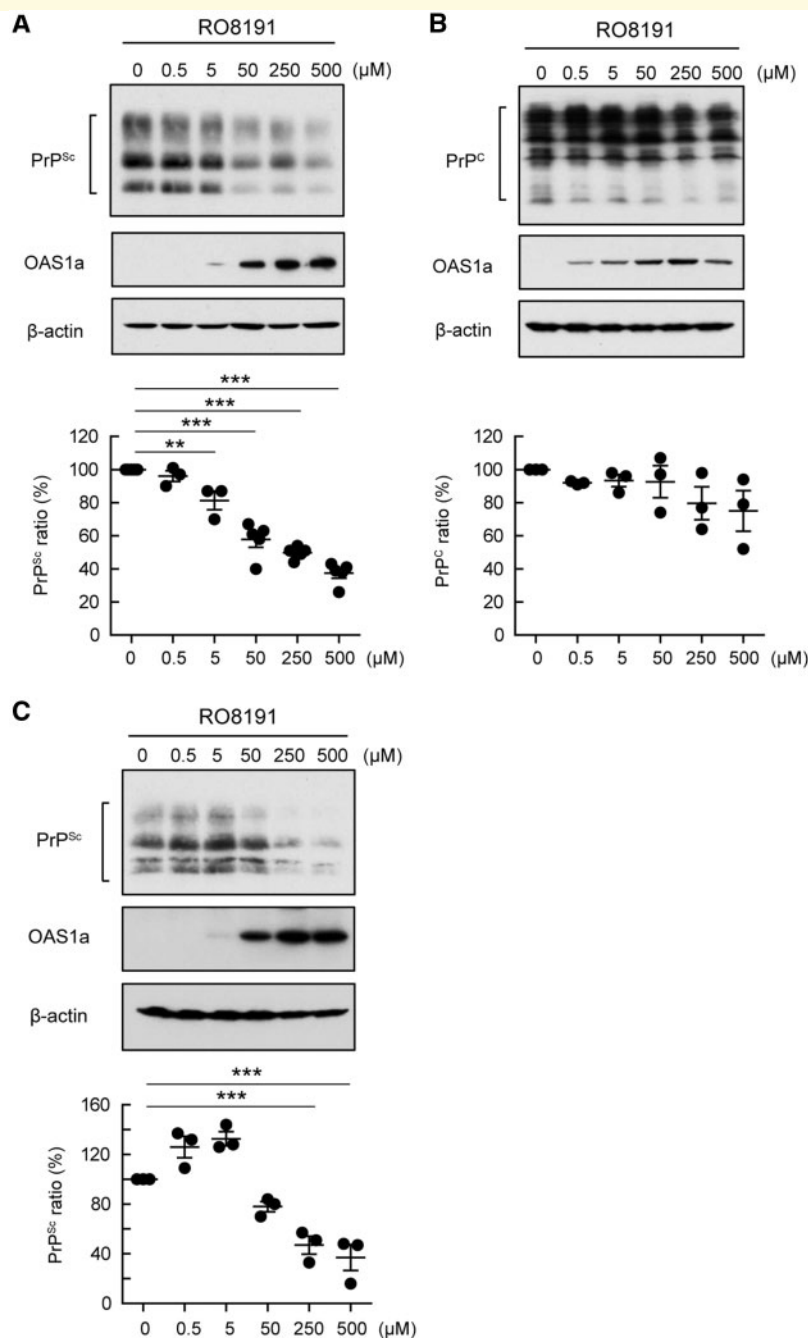 A
RO8191
0 0.5 5 50 250 500 (μM)
PrPSc
OAS1a
β-actin
***
***
***
**
120
100
80
60
40
20
0
PrPSc ratio (%)
0 0.5 5 50 250 500 (μM)
B
RO8191
0 0.5 5 50 250 500 (μM)
PrPC
OAS1a
β-actin
120
100
80
60
40
20
0
PrPC ratio (%)
0 0.5 5 50 250 500 (μM)
C
RO8191
0 0.5 5 50 250 500 (μM)
PrPSc
OAS1a
β-actin
***
***
160
120
80
40
0
PrPSc ratio (%)
0 0.5 5 50 250 500 (μM)